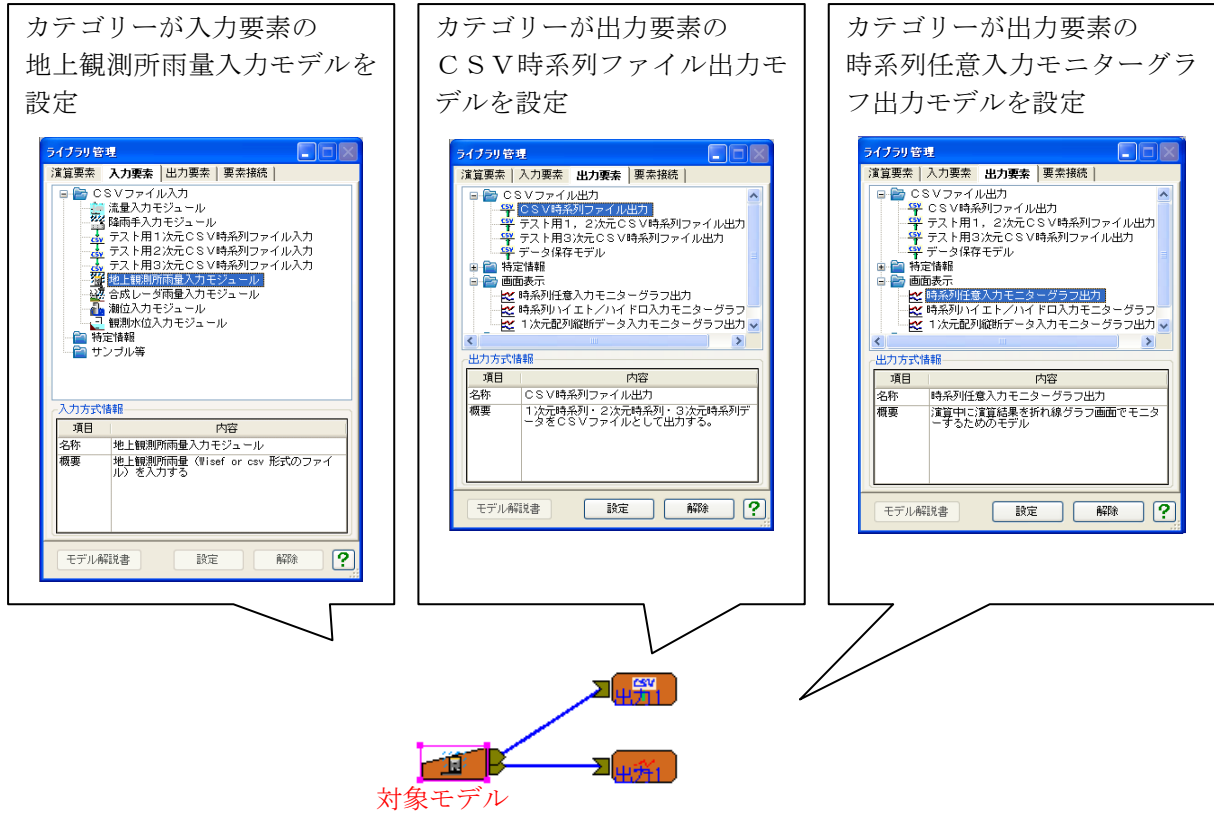 カテゴリーが入力要素の
地上観測所雨量入力モデルを
設定
ライブラリ管理
演算要素 入力要素 出力要素 要素接続
ＣＳＶファイル入力
流量入力モジュール
降雨手入力モジュール
テスト用１次元ＣＳＶ時系列ファイル入力
テスト用２次元ＣＳＶ時系列ファイル入力
テスト用３次元ＣＳＶ時系列ファイル入力
地上観測所雨量入力モジュール
合成レーダ雨量入力モジュール
潮位入力モジュール
観測水位入力モジュール
特定情報
サンプル等
入力方式情報
項目 内容
名称 地上観測所雨量入力モジュール
概要 地上観測所雨量（Wisef or csv 形式のファイ
ル）を入力する
モデル解説書 設定 解除 ?
カテゴリーが出力要素の
ＣＳＶ時系列ファイル出力モ
デルを設定
ライブラリ管理
演算要素 入力要素 出力要素 要素接続
ＣＳＶファイル出力
ＣＳＶ時系列ファイル出力
テスト用１，２次元ＣＳＶ時系列ファイル出力
テスト用３次元ＣＳＶ時系列ファイル出力
データ保存モデル
特定情報
画面表示
時系列任意入力モニターグラフ出力
時系列ハイエト／ハイドロ入力モニターグラフ
１次元配列縦断データ入力モニターグラフ出力
出力方式情報
項目 内容
名称 ＣＳＶ時系列ファイル出力
概要 １次元時系列・２次元時系列・３次元時系列デ
ータをＣＳＶファイルとして出力する。
モデル解説書 設定 解除 ?
カテゴリーが出力要素の
時系列任意入力モニターグラ
フ出力モデルを設定
ライブラリ管理
演算要素 入力要素 出力要素 要素接続
ＣＳＶファイル出力
ＣＳＶ時系列ファイル出力
テスト用１，２次元ＣＳＶ時系列ファイル出力
テスト用３次元ＣＳＶ時系列ファイル出力
データ保存モデル
特定情報
画面表示
時系列任意入力モニターグラフ出力
時系列ハイエト／ハイドロ入力モニターグラフ
１次元配列縦断データ入力モニターグラフ出力
出力方式情報
項目 内容
名称 時系列任意入力モニターグラフ出力
概要 演算中に演算結果を折れ線グラフ画面でモニタ
ーするためのモデル
モデル解説書 設定 解除 ?
CSV
出力1
出力1
対象モデル